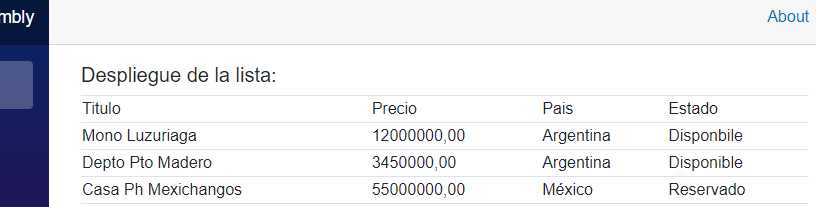 mbly
About
Despliegue de la lista:
Titulo Precio Pais Estado
Mono Luzuriaga 12000000,00 Argentina Disponbile
Depto Pto Madero 3450000,00 Argentina Disponible
Casa Ph Mexichangos 55000000,00 México Reservado